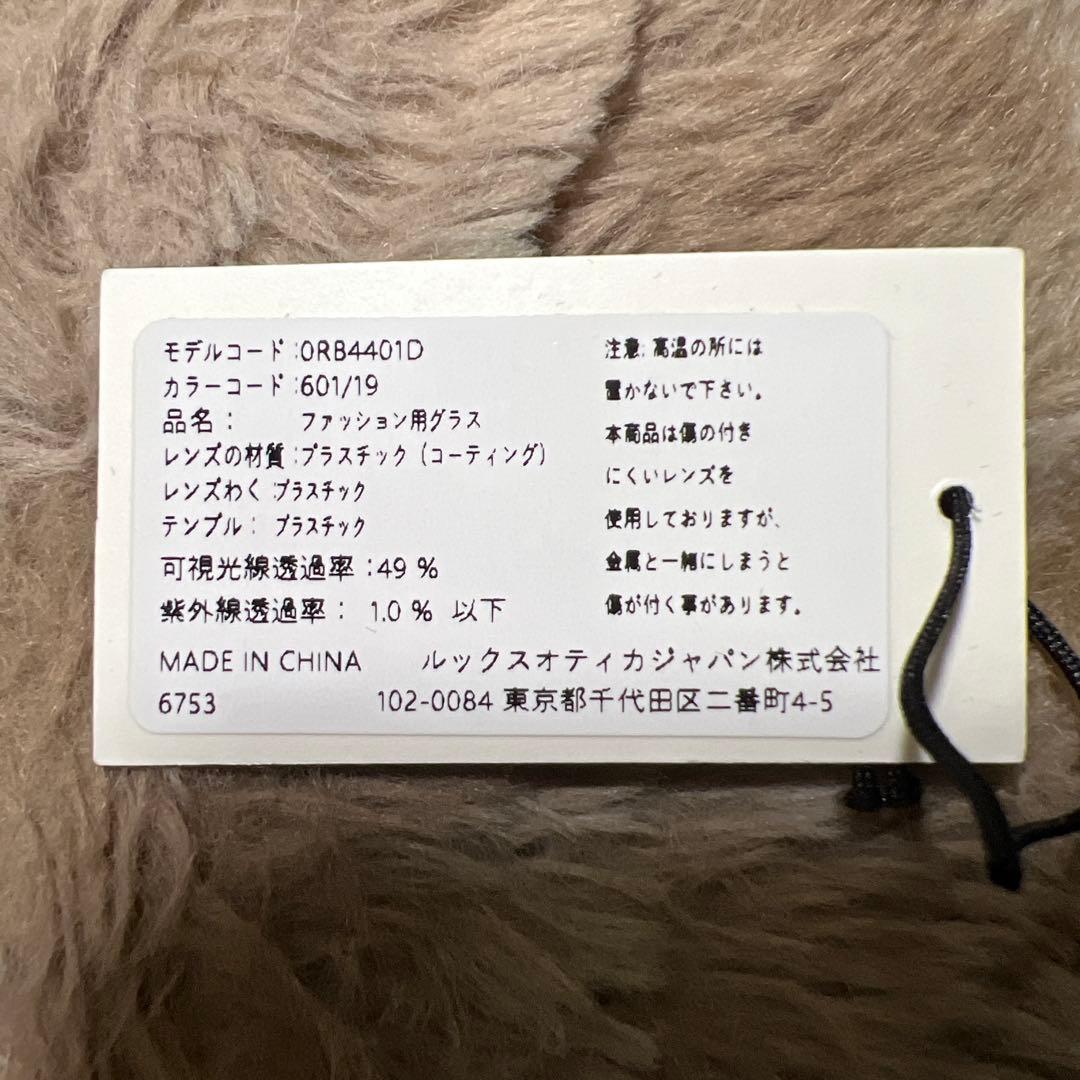 モデルコード:0RB4401D
カラーコード:601/19
品名: ファッション用グラス
レンズの材質:プラスチック(コーティング)
レンズわく:プラスチック
テンプル: プラスチック
可視光線透過率:49 %
紫外線透過率: 1.0 % 以下
注意:高温の所には
置かないで下さい。
本商品は傷の付き
にくいレンズを
使用しておりますが、
金属と一緒にしまうと
傷が付く事があります。
MADE IN CHINA ルックスオティカジャパン株式会社
6753 102-0084 東京都千代田区二番町4-5